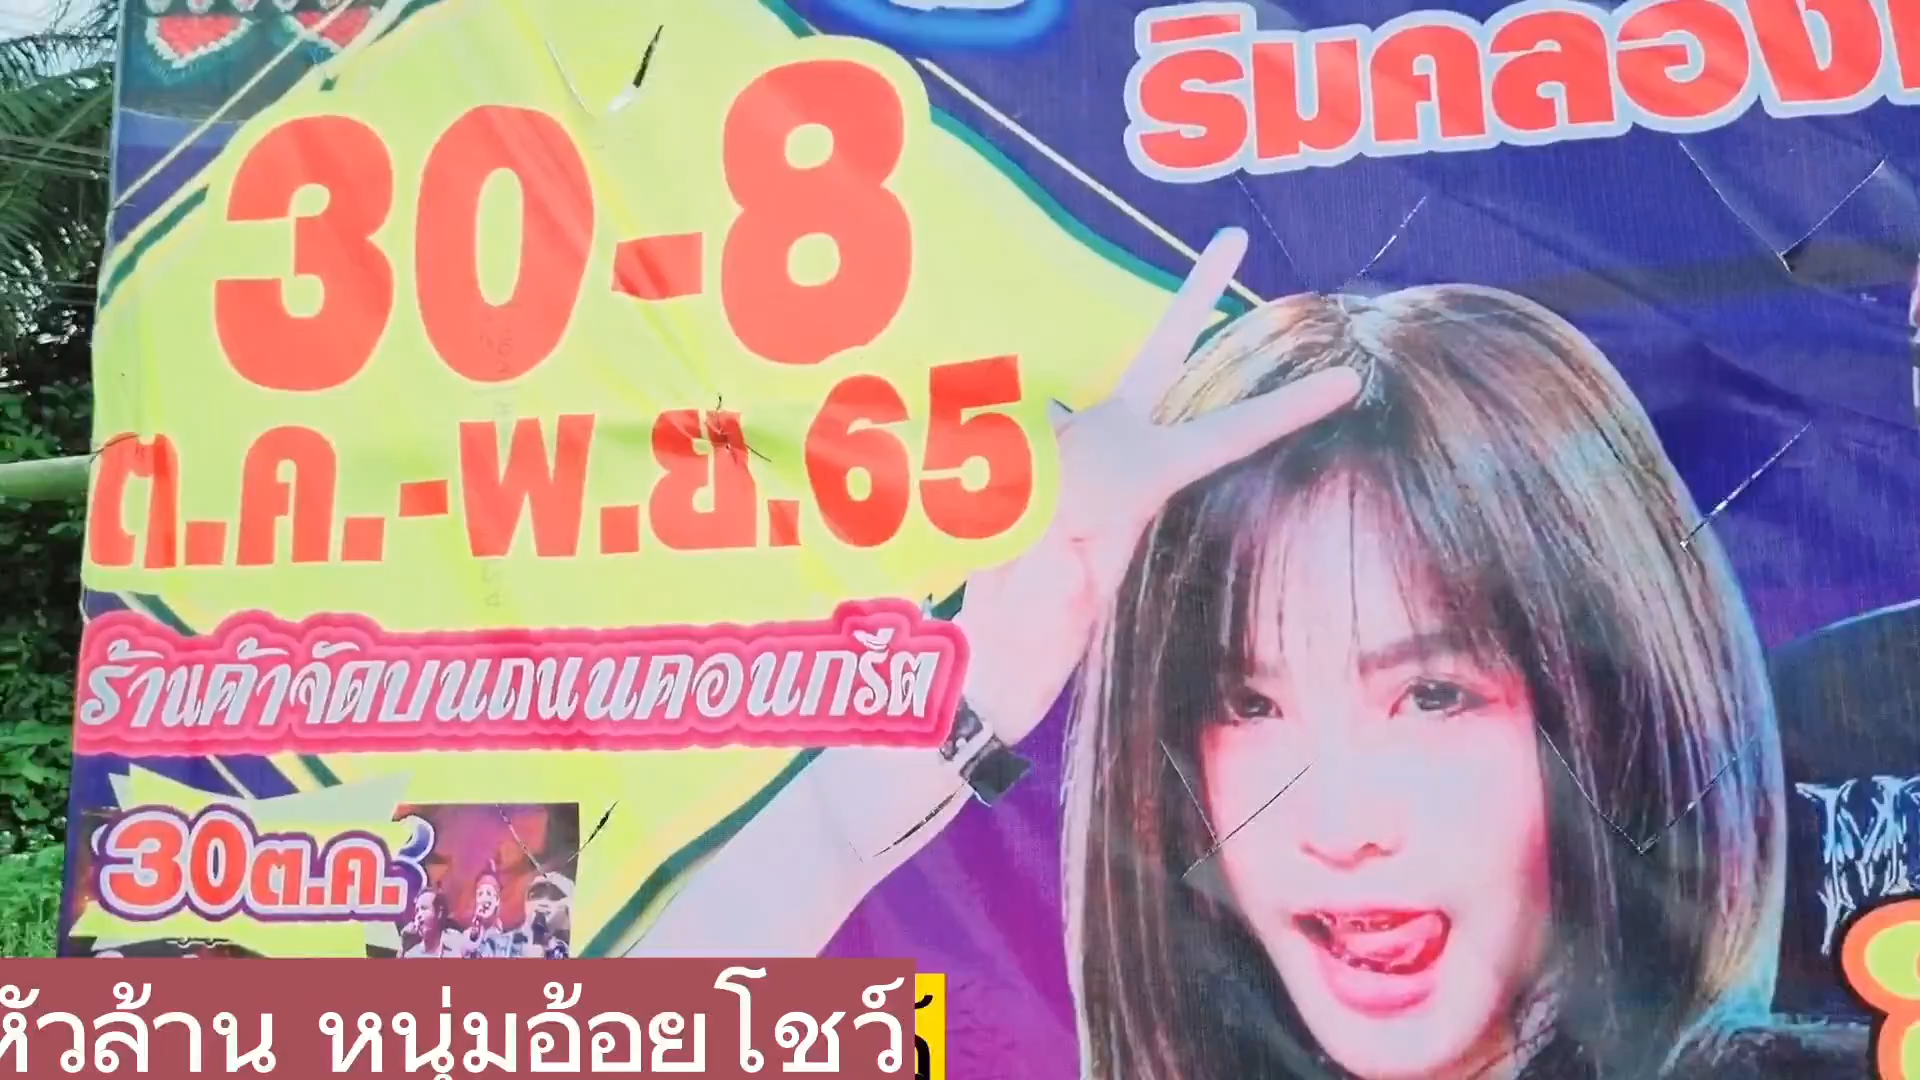 ริมคลอง
30-8
ต.ค.-พ.ย.65
ร้านค้าจัดบนถนนคอนกรีต
30ต.ค.
หัวล้าน หนุ่มอ้อยโชว์